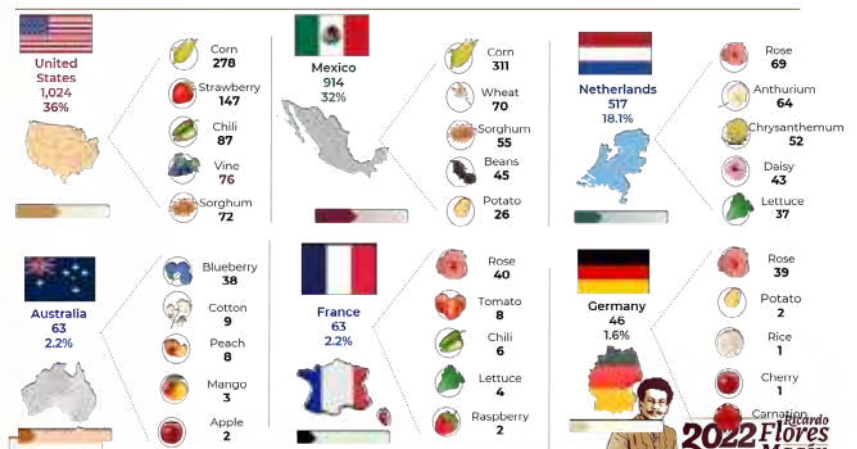 United
States
1,024
36%
Corn
278
Strawberry
147
Chili
87
Vine
76
Sorghum
72
Mexico
914
32%
Corn
311
Wheat
70
Sorghum
55
Beans
45
Potato
26
Netherlands
517
18.1%
Rose
69
Anthurium
64
Chrysanthemum
52
Daisy
43
Lettuce
37
Australia
63
2.2%
Blueberry
38
Cotton
9
Peach
8
Mango
3
Apple
2
France
63
2.2%
Rose
40
Tomato
8
Chili
6
Lettuce
4
Raspberry
2
Germany
46
1.6%
Rose
39
Potato
2
Rice
1
Cherry
1
Carnation
Ricardo
2022 Flores